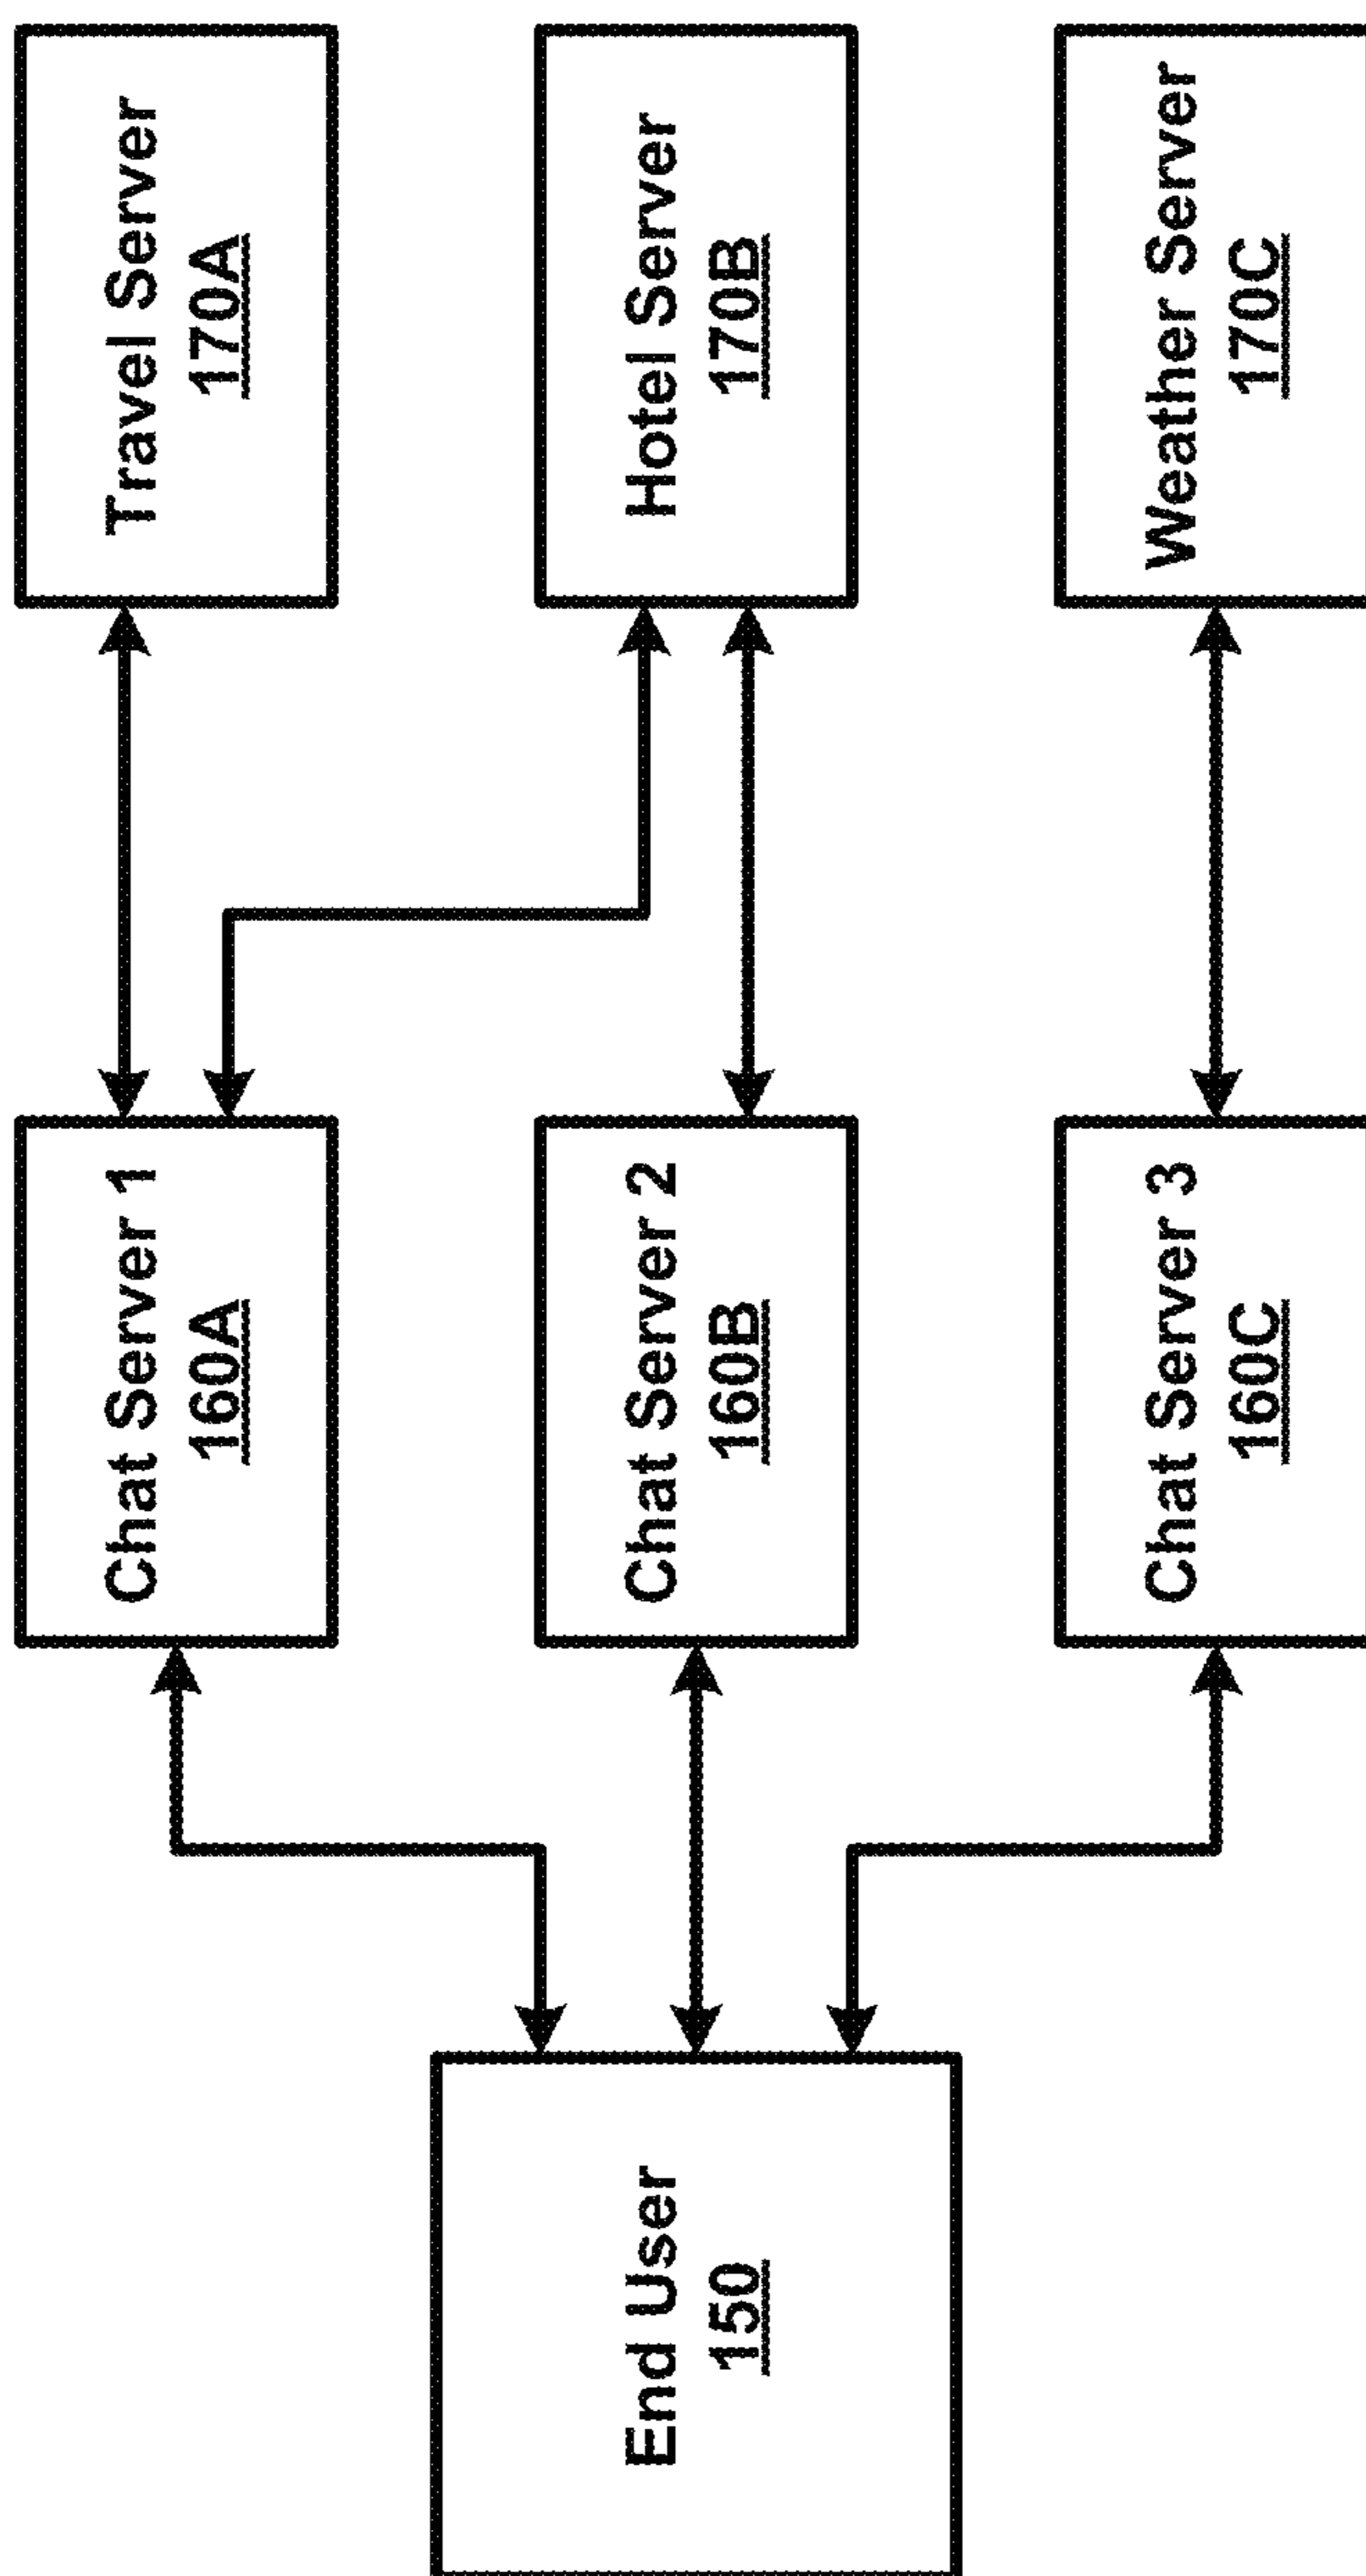 End User
150
Chat Server 1
160A
Chat Server 2
160B
Chat Server 3
160C
Travel Server
170A
Hotel Server
170B
Weather Server
170C